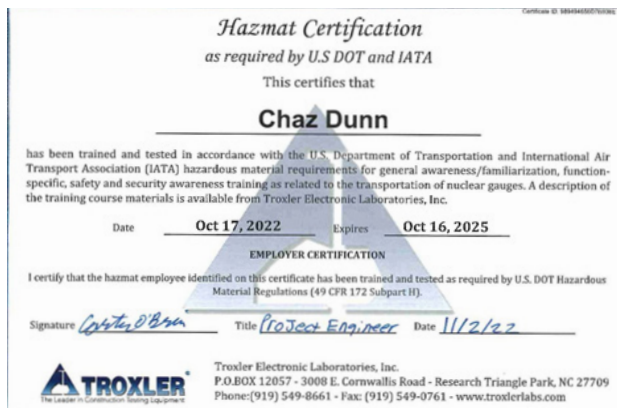 Hazmat Certification
as required by U.S DOT and IATA
This certifies that
Chaz Dunn
has been trained and tested in accordance with the U.S. Department of Transportation and International Air
Transport Association (IATA) hazardous material requirements for general awareness/familiarization, function-
specific, safety and security awareness training as related to the transportation of nuclear gauges. A description of
the training course materials is available from Troxler Electronic Laboratories, Inc.
Date Oct 17, 2022 Expires Oct 16, 2025
EMPLOYER CERTIFICATION
I certify that the hazmat employee identified on this certificate has been trained and tested as required by U.S. DOT Hazardous
Material Regulations (49 CFR 172 Subpart H).
Signature O'Brien Title Project Engineer Date 11/2/22
TROXLER
The Leader in Construction Testing Equipment
Troxler Electronic Laboratories, Inc.
P.O.BOX 12057 - 3008 E. Cornwallis Road - Research Triangle Park, NC 27709
Phone:(919) 549-8661 - Fax: (919) 549-0761 - www.troxlerlabs.com